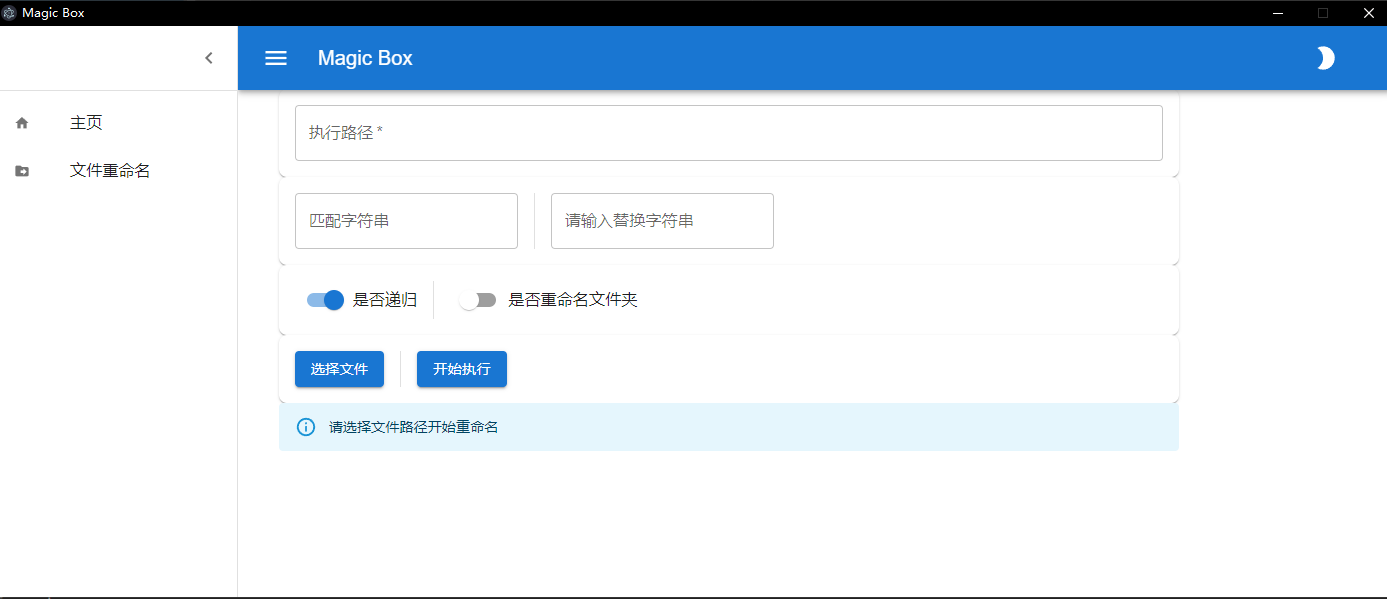 Magic Box
Magic Box
主页
文件重命名
执行路径 *
匹配字符串
请输入替换字符串
是否递归
是否重命名文件夹
选择文件
开始执行
请选择文件路径开始重命名